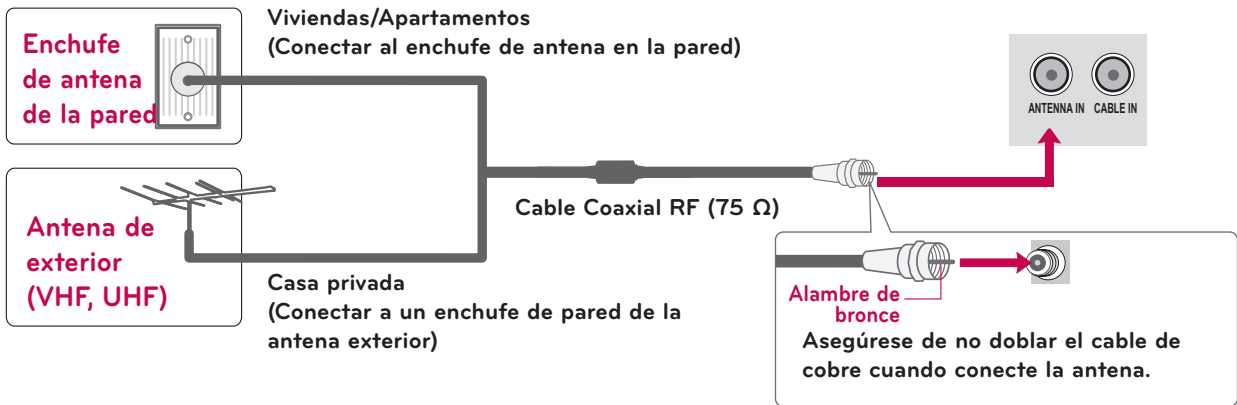 Viviendas/Apartamentos
(Conectar al enchufe de antena en la pared)
Enchufe
de antena
de la pared
ANTENNA IN CABLE IN
Cable Coaxial RF (75 Ω)
Antena de
exterior
(VHF, UHF)
Casa privada
(Conectar a un enchufe de pared de la
antena exterior)
Alambre de
bronce
Asegúrese de no doblar el cable de
cobre cuando conecte la antena.